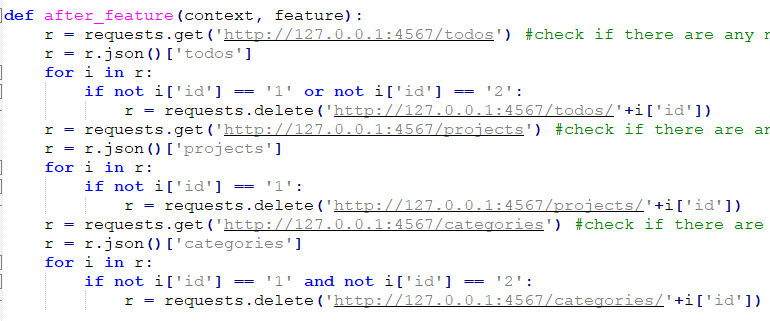 def after_feature(context, feature):
    r = requests.get('http://127.0.0.1:4567/todos') #check if there are any
    r = r.json()['todos']
    for i in r:
        if not i['id'] == '1' or not i['id'] == '2':
            r = requests.delete('http://127.0.0.1:4567/todos/'+i['id'])
    r = requests.get('http://127.0.0.1:4567/projects') #check if there are
    r = r.json()['projects']
    for i in r:
        if not i['id'] == '1':
            r = requests.delete('http://127.0.0.1:4567/projects/'+i['id'])
    r = requests.get('http://127.0.0.1:4567/categories') #check if there are
    r = r.json()['categories']
    for i in r:
        if not i['id'] == '1' and not i['id'] == '2':
            r = requests.delete('http://127.0.0.1:4567/categories/'+i['id'])